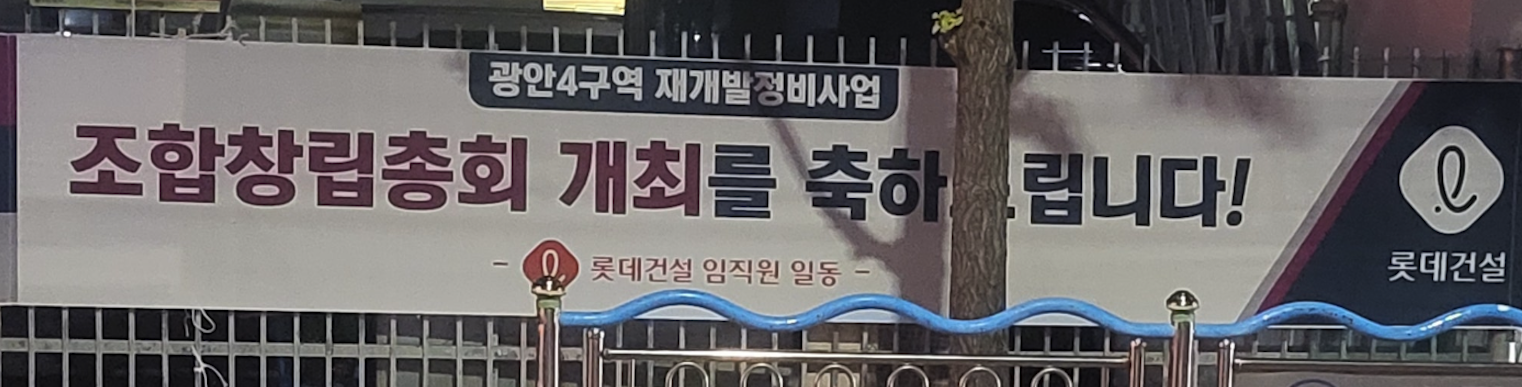 광안4구역 재개발정비사업
조합창립총회 개최를 축하드립니다!
- 롯데건설 임직원 일동 -
롯데건설